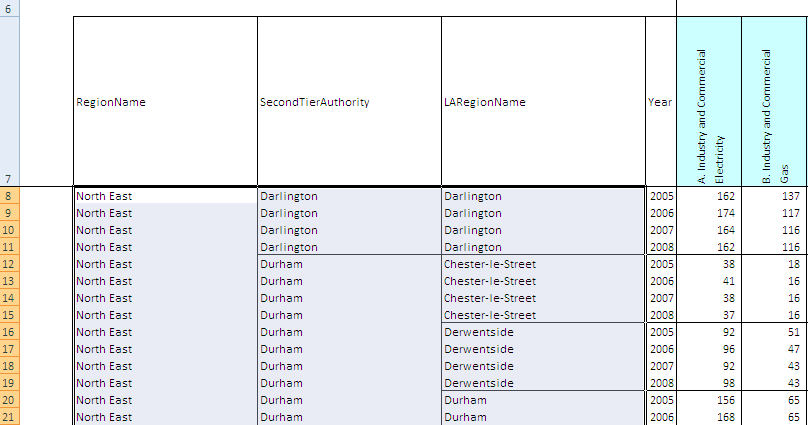 6
7 RegionName SecondTierAuthority LARegionName Year A. Industry and Commercial Electricity B. Industry and Commercial Gas
8 North East Darlington Darlington 2005 162 137
9 North East Darlington Darlington 2006 174 117
10 North East Darlington Darlington 2007 164 116
11 North East Darlington Darlington 2008 162 116
12 North East Durham Chester-le-Street 2005 38 18
13 North East Durham Chester-le-Street 2006 41 16
14 North East Durham Chester-le-Street 2007 38 16
15 North East Durham Chester-le-Street 2008 37 16
16 North East Durham Derwentside 2005 92 51
17 North East Durham Derwentside 2006 96 47
18 North East Durham Derwentside 2007 92 43
19 North East Durham Derwentside 2008 98 43
20 North East Durham Durham 2005 156 65
21 North East Durham Durham 2006 168 65